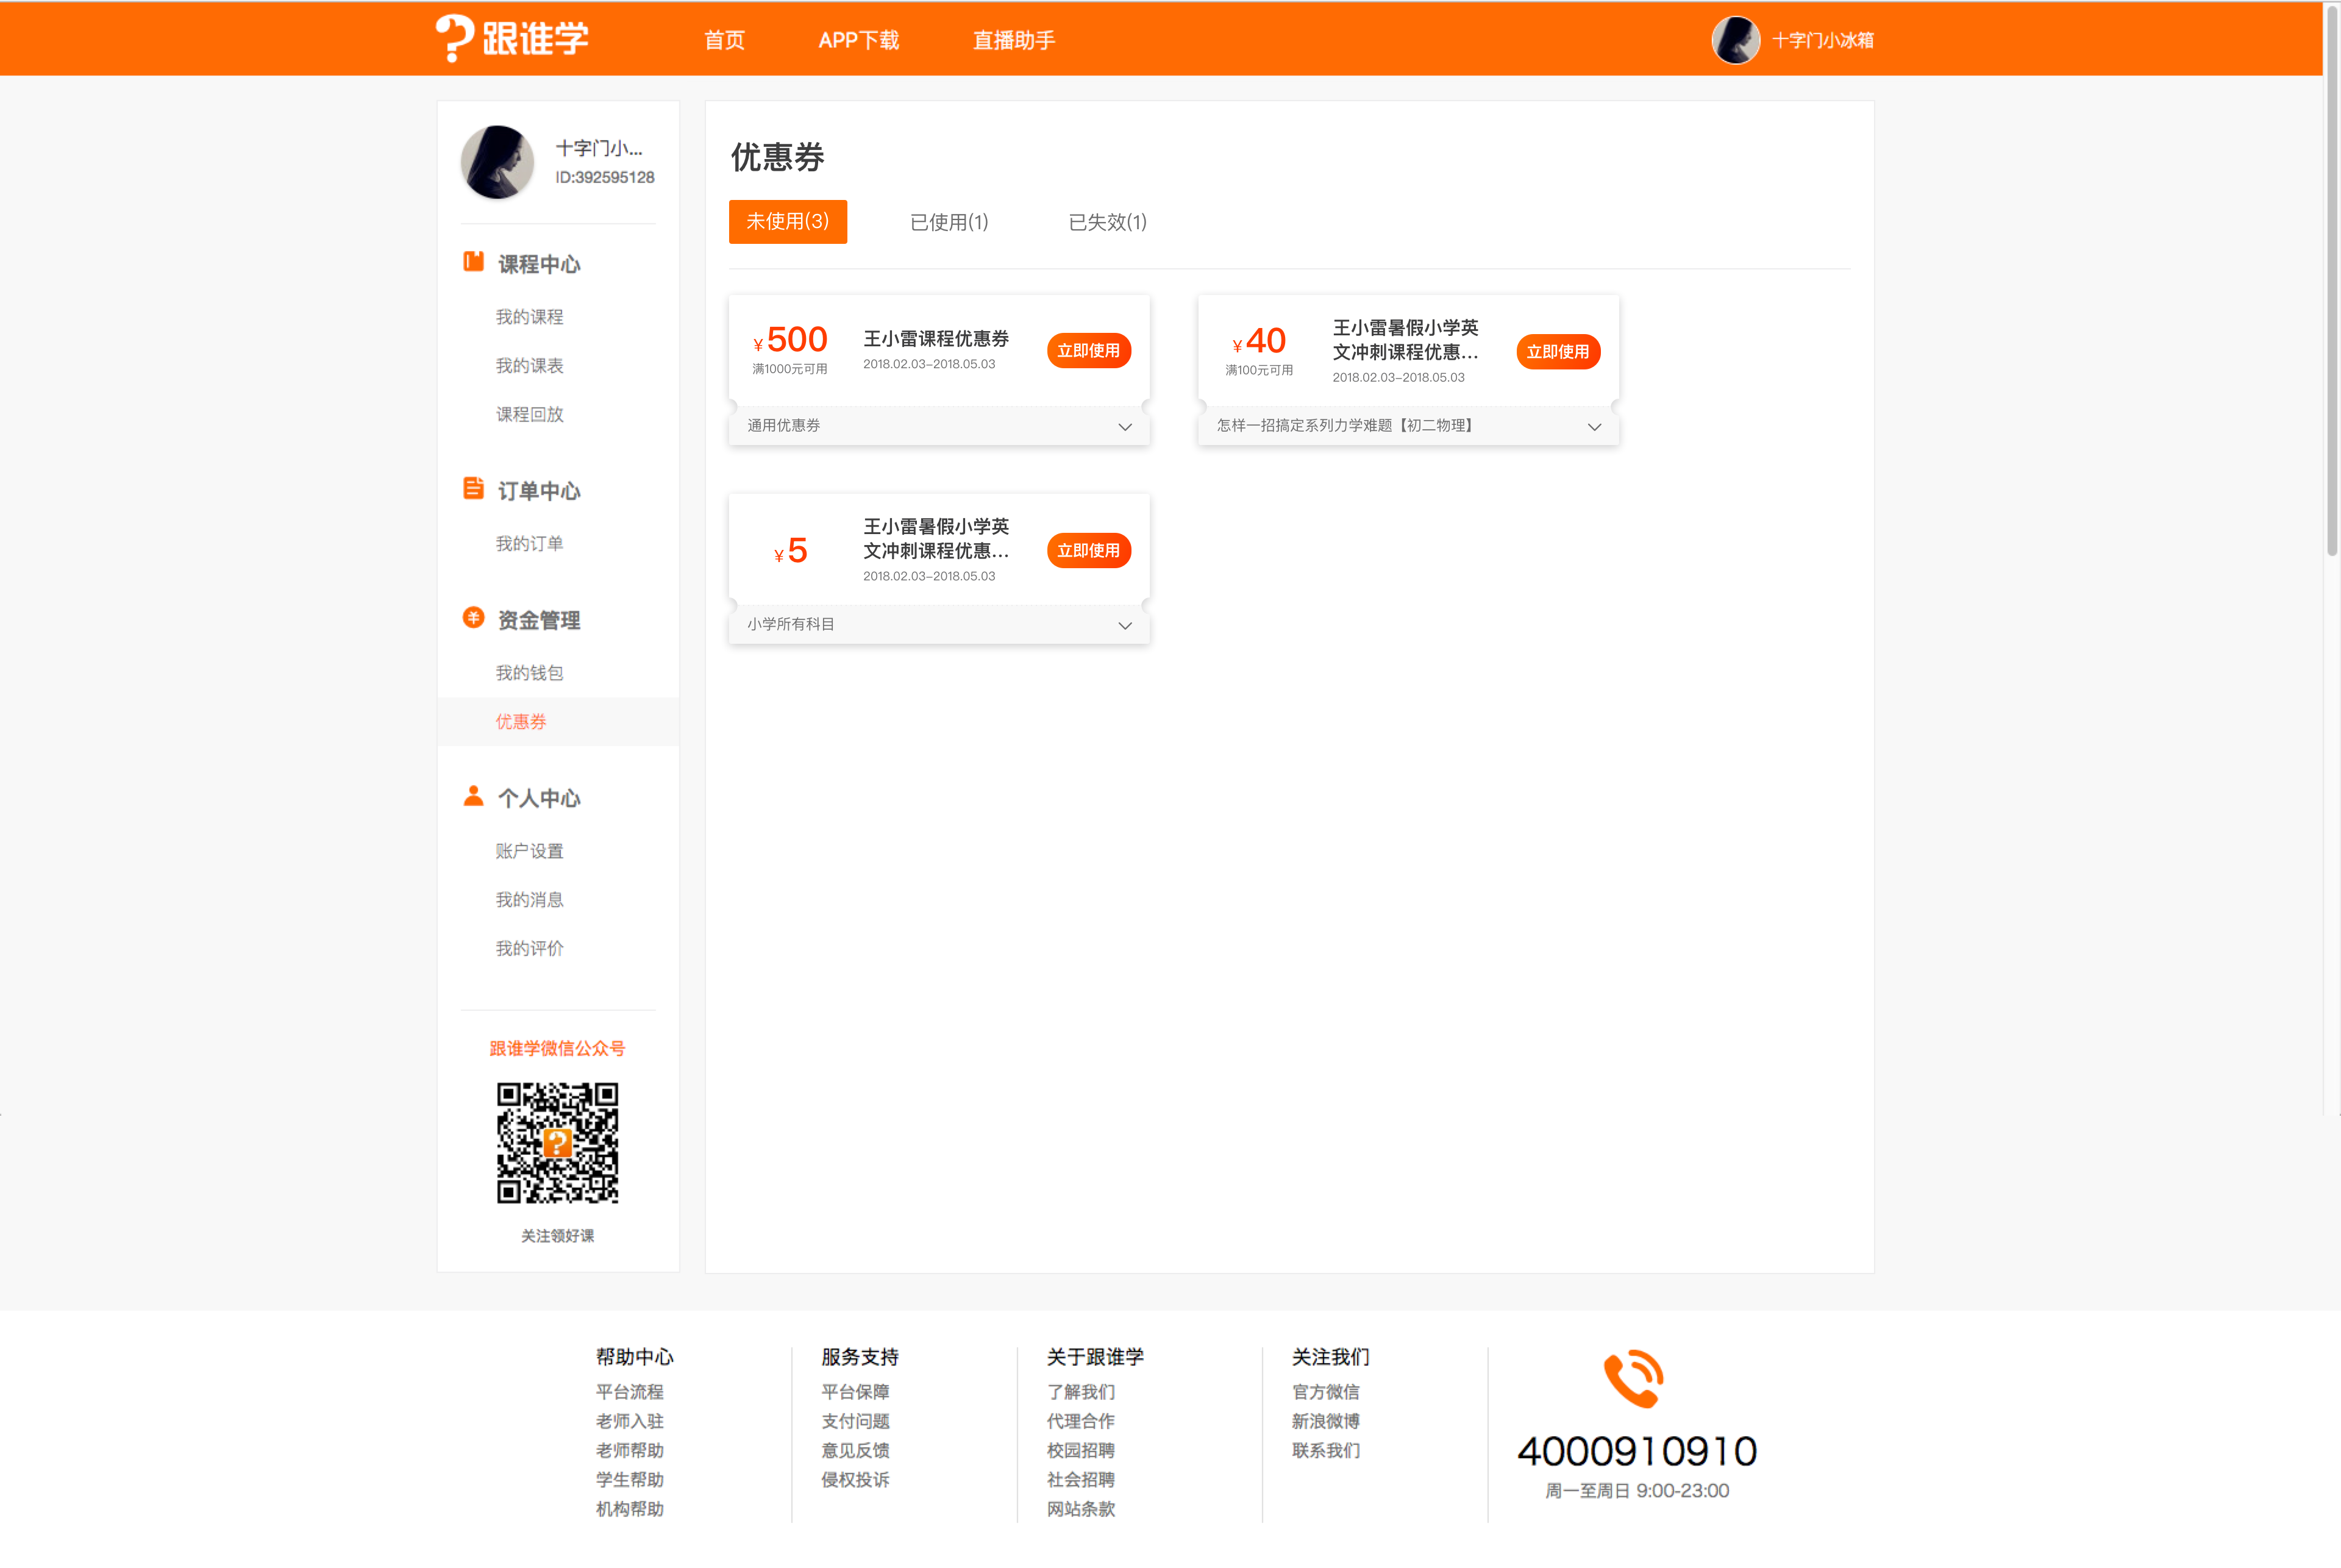 跟谁学 首页 APP下载 直播助手 十字门小冰箱
十字门小...
ID:392595128
课程中心
我的课程
我的课表
课程回放
订单中心
我的订单
资金管理
我的钱包
优惠券
个人中心
账户设置
我的消息
我的评价
跟谁学微信公众号
关注领好课
优惠券
未使用(3) 已使用(1) 已失效(1)
¥500
满1000元可用
王小雷课程优惠券
2018.02.03-2018.05.03
立即使用
通用优惠券
¥40
满100元可用
王小雷暑假小学英
文冲刺课程优惠...
2018.02.03-2018.05.03
立即使用
怎样一招搞定系列力学难题【初二物理】
¥5
王小雷暑假小学英
文冲刺课程优惠...
2018.02.03-2018.05.03
立即使用
小学所有科目
帮助中心
平台流程
老师入驻
老师帮助
学生帮助
机构帮助
服务支持
平台保障
支付问题
意见反馈
侵权投诉
关于跟谁学
了解我们
代理合作
校园招聘
社会招聘
网站条款
关注我们
官方微信
新浪微博
联系我们
4000910910
周一至周日 9:00-23:00